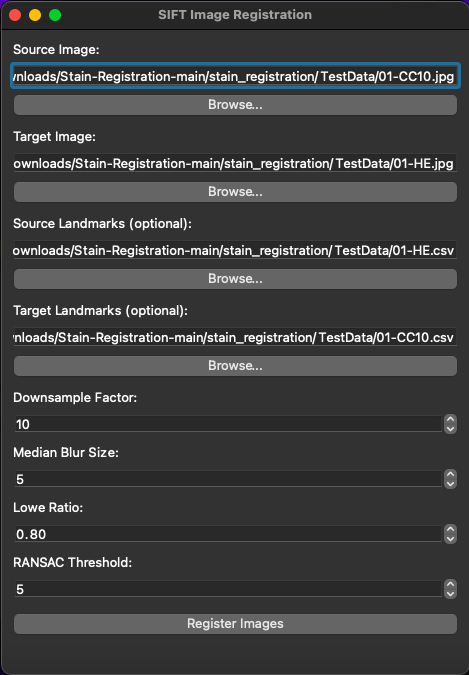 SIFT Image Registration
Source Image:
wnloads/Stain-Registration-main/stain_registration/ TestData/01-CC10.jpg
Browse...
Target Image:
ownloads/Stain-Registration-main/stain_registration/ TestData/01-HE.jpg
Browse...
Source Landmarks (optional):
ownloads/Stain-Registration-main/stain_registration/ TestData/01-HE.csv
Browse...
Target Landmarks (optional):
wnloads/Stain-Registration-main/stain_registration/ TestData/01-CC10.csv
Browse...
Downsample Factor:
10
Median Blur Size:
5
Lowe Ratio:
0.80
RANSAC Threshold:
5
Register Images